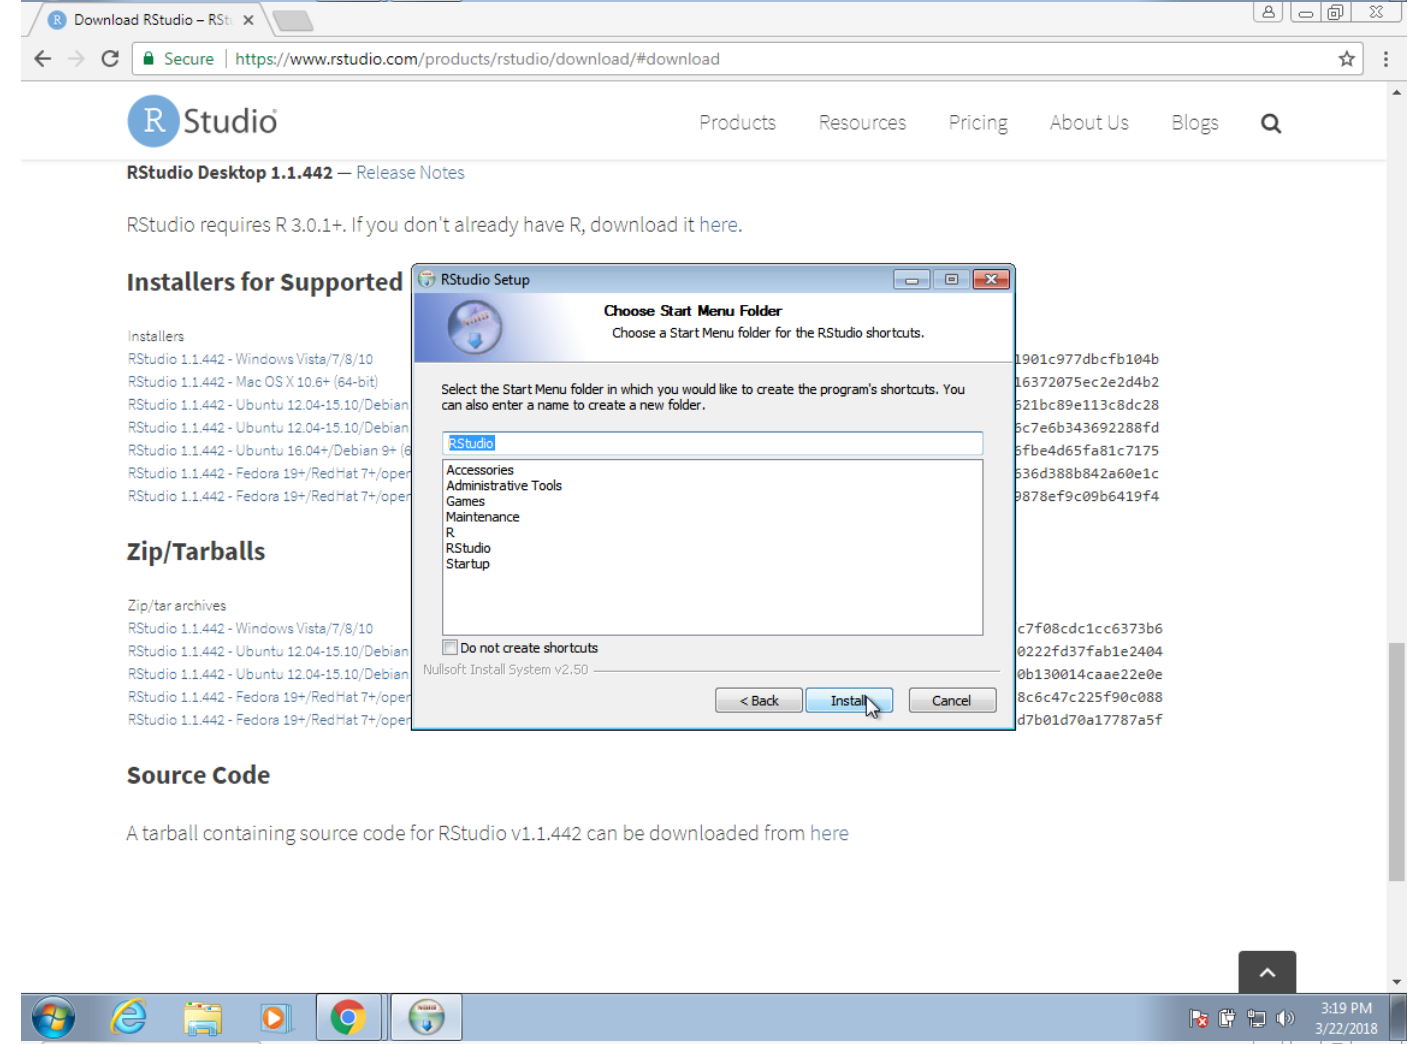 Download RStudio – RSt
Secure | https://www.rstudio.com/products/rstudio/download/#download
R Studio
Products Resources Pricing About Us Blogs
RStudio Desktop 1.1.442 — Release Notes
RStudio requires R 3.0.1+. If you don't already have R, download it here.
Installers for Supported
Installers
RStudio 1.1.442 - Windows Vista/7/8/10 1901c977dbcfb104b
RStudio 1.1.442 - Mac OS X 10.6+ (64-bit) 16372075ec2e2d4b2
RStudio 1.1.442 - Ubuntu 12.04-15.10/Debian 621bc89e113c8dc28
RStudio 1.1.442 - Ubuntu 12.04-15.10/Debian 6c7e6b343692288fd
RStudio 1.1.442 - Ubuntu 16.04+/Debian 9+ (6 6fbe4d65fa81c7175
RStudio 1.1.442 - Fedora 19+/RedHat 7+/oper 636d388b842a60e1c
RStudio 1.1.442 - Fedora 19+/RedHat 7+/oper 9878ef9c09b6419f4
Zip/Tarballs
Zip/tar archives
RStudio 1.1.442 - Windows Vista/7/8/10 c7f08cdc1cc6373b6
RStudio 1.1.442 - Ubuntu 12.04-15.10/Debian 0222fd37fab1e2404
RStudio 1.1.442 - Ubuntu 12.04-15.10/Debian 0b130014caae22e0e
RStudio 1.1.442 - Fedora 19+/RedHat 7+/oper 8c6c47c225f90c088
RStudio 1.1.442 - Fedora 19+/RedHat 7+/oper d7b01d70a17787a5f
Source Code
A tarball containing source code for RStudio v1.1.442 can be downloaded from here
RStudio Setup
Choose Start Menu Folder
Choose a Start Menu folder for the RStudio shortcuts.
Select the Start Menu folder in which you would like to create the program's shortcuts. You
can also enter a name to create a new folder.
RStudio
Accessories
Administrative Tools
Games
Maintenance
R
RStudio
Startup
Do not create shortcuts
Nullsoft Install System v2.50
< Back Install Cancel
3:19 PM
3/22/2018